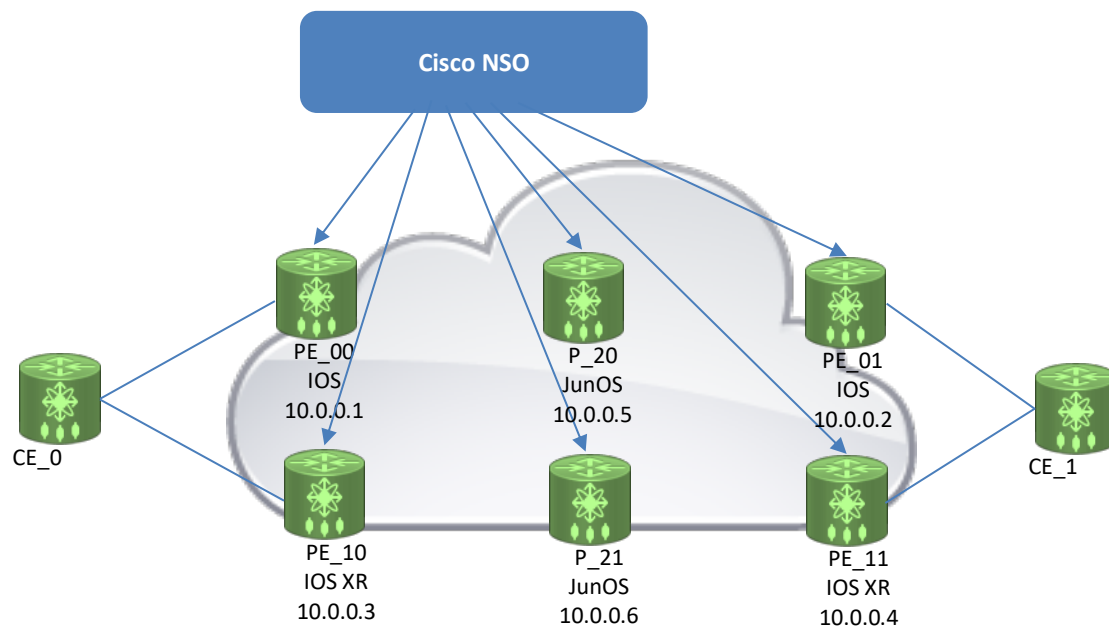 Cisco NSO
PE_00
IOS
10.0.0.1
P_20
JunOS
10.0.0.5
PE_01
IOS
10.0.0.2
CE_0
CE_1
PE_10
IOS XR
10.0.0.3
P_21
JunOS
10.0.0.6
PE_11
IOS XR
10.0.0.4